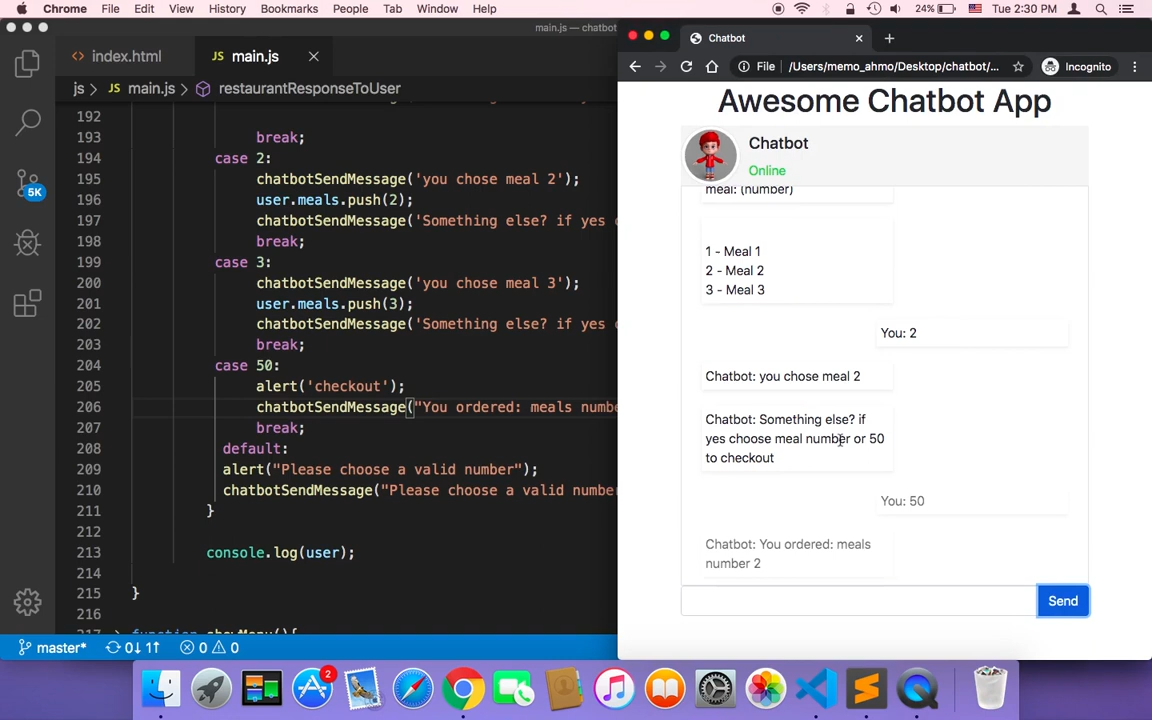 Chrome File Edit View History Bookmarks People Tab Window Help 24% Tue 2:30 PM
main.js — chatbot
index.html JS main.js
js > JS main.js > restaurantResponseToUser
192
193 break;
194 case 2:
195 chatbotSendMessage('you chose meal 2');
196 user.meals.push(2);
197 chatbotSendMessage('Something else? if yes
198 break;
199 case 3:
200 chatbotSendMessage('you chose meal 3');
201 user.meals.push(3);
202 chatbotSendMessage('Something else? if yes
203 break;
204 case 50:
205 alert('checkout');
206 chatbotSendMessage("You ordered: meals numbe
207 break;
208 default:
209 alert("Please choose a valid number");
210 chatbotSendMessage("Please choose a valid number
211 }
212
213 console.log(user);
214
215 }
216
5K
master* 0↓ 1↑ 0 0
Chatbot
File /Users/memo_ahmo/Desktop/chatbot/... Incognito
Awesome Chatbot App
Chatbot
Online
meal: (number)
1 - Meal 1
2 - Meal 2
3 - Meal 3
You: 2
Chatbot: you chose meal 2
Chatbot: Something else? if
yes choose meal number or 50
to checkout
You: 50
Chatbot: You ordered: meals
number 2
Send
2